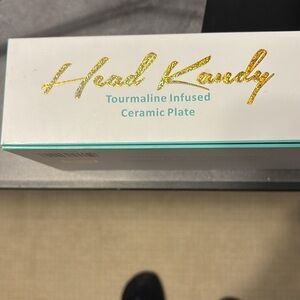 Head Kandy
Tourmaline Infused
Ceramic Plate